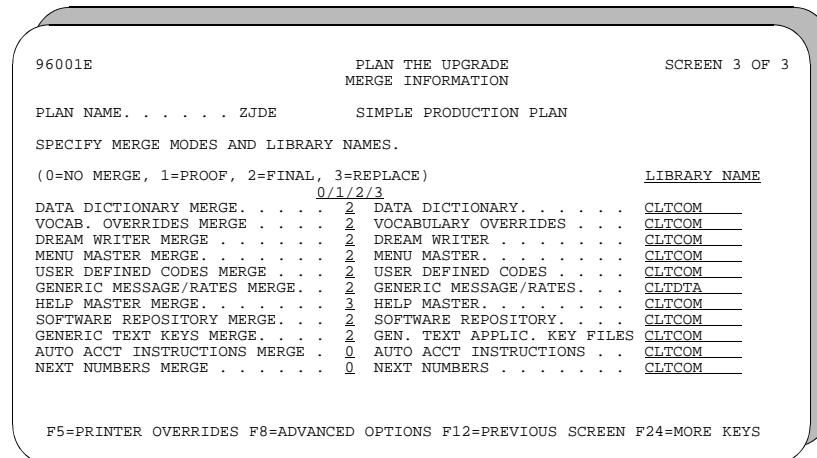 96001E PLAN THE UPGRADE SCREEN 3 OF 3
MERGE INFORMATION
PLAN NAME. . . . . . ZJDE SIMPLE PRODUCTION PLAN
SPECIFY MERGE MODES AND LIBRARY NAMES.
(0=NO MERGE, 1=PROOF, 2=FINAL, 3=REPLACE) LIBRARY NAME
0/1/2/3
DATA DICTIONARY MERGE. . . . . 2 DATA DICTIONARY. . . . . . CLTCOM
VOCAB. OVERRIDES MERGE . . . . 2 VOCABULARY OVERRIDES . . . CLTCOM
DREAM WRITER MERGE . . . . . . 2 DREAM WRITER . . . . . . . CLTCOM
MENU MASTER MERGE. . . . . . . 2 MENU MASTER. . . . . . . . CLTCOM
USER DEFINED CODES MERGE . . . 2 USER DEFINED CODES . . . . CLTCOM
GENERIC MESSAGE/RATES MERGE. . 2 GENERIC MESSAGE/RATES. . . CLTDTA
HELP MASTER MERGE. . . . . . . 3 HELP MASTER. . . . . . . . CLTCOM
SOFTWARE REPOSITORY MERGE. . . 2 SOFTWARE REPOSITORY. . . . CLTCOM
GENERIC TEXT KEYS MERGE. . . . 2 GEN. TEXT APPLIC. KEY FILES CLTCOM
AUTO ACCT INSTRUCTIONS MERGE . 0 AUTO ACCT INSTRUCTIONS . . CLTCOM
NEXT NUMBERS MERGE . . . . . . 0 NEXT NUMBERS . . . . . . . CLTCOM
F5=PRINTER OVERRIDES F8=ADVANCED OPTIONS F12=PREVIOUS SCREEN F24=MORE KEYS